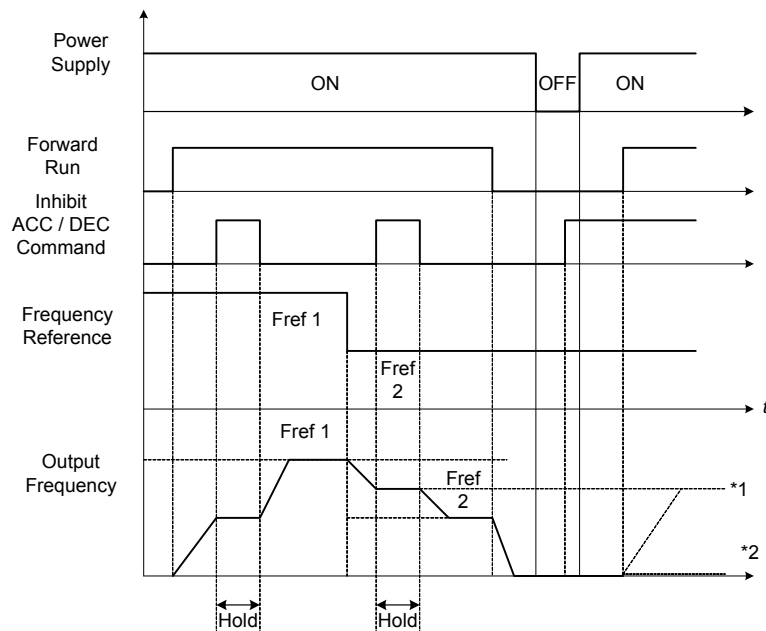 Power
Supply
ON
OFF
ON
Forward
Run
Inhibit
ACC / DEC
Command
Frequency
Reference
Fref 1
Fref
2
t
Fref 1
Output
Frequency
Fref
2
*1
*2
Hold
Hold